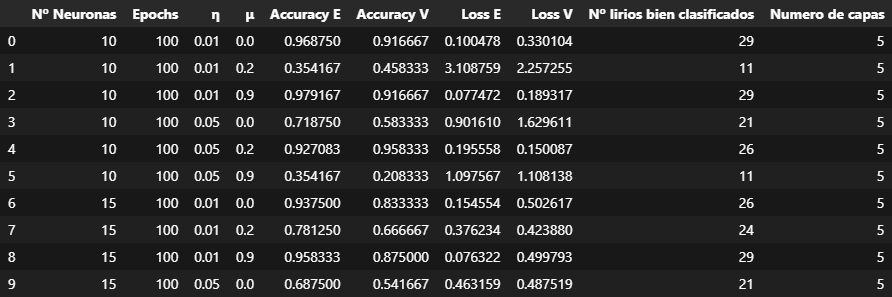 Nº Neuronas Epochs η μ Accuracy E Accuracy V Loss E Loss V Nº lirios bien clasificados Numero de capas
0 10 100 0.01 0.0 0.968750 0.916667 0.100478 0.330104 29 5
1 10 100 0.01 0.2 0.354167 0.458333 3.108759 2.257255 11 5
2 10 100 0.01 0.9 0.979167 0.916667 0.077472 0.189317 29 5
3 10 100 0.05 0.0 0.718750 0.583333 0.901610 1.629611 21 5
4 10 100 0.05 0.2 0.927083 0.958333 0.195558 0.150087 26 5
5 10 100 0.05 0.9 0.354167 0.208333 1.097567 1.108138 11 5
6 15 100 0.01 0.0 0.937500 0.833333 0.154554 0.502617 26 5
7 15 100 0.01 0.2 0.781250 0.666667 0.376234 0.423880 24 5
8 15 100 0.01 0.9 0.958333 0.875000 0.076322 0.499793 29 5
9 15 100 0.05 0.0 0.687500 0.541667 0.463159 0.487519 21 5